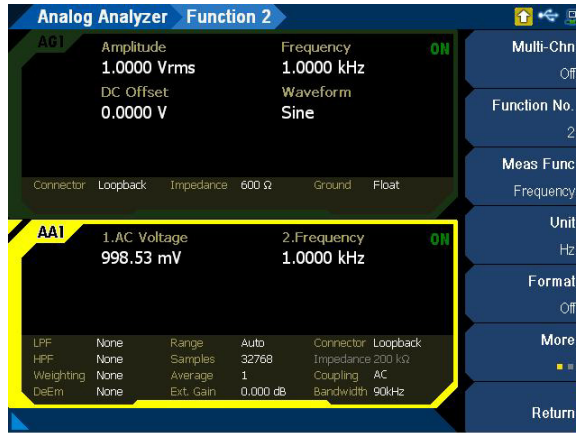 Analog Analyzer Function 2
AG1
Amplitude Frequency ON
1.0000 Vrms 1.0000 kHz
DC Offset Waveform
0.0000 V Sine
Connector Loopback Impedance 600 Ω Ground Float
AA1
1.AC Voltage 2.Frequency ON
998.53 mV 1.0000 kHz
LPF None Range Auto Connector Loopback
HPF None Samples 32768 Impedance 200 kΩ
Weighting None Average 1 Coupling AC
DeEm None Ext. Gain 0.000 dB Bandwidth 90kHz
Multi-Chn
Off
Function No.
2
Meas Func
Frequency
Unit
Hz
Format
Off
More
Return